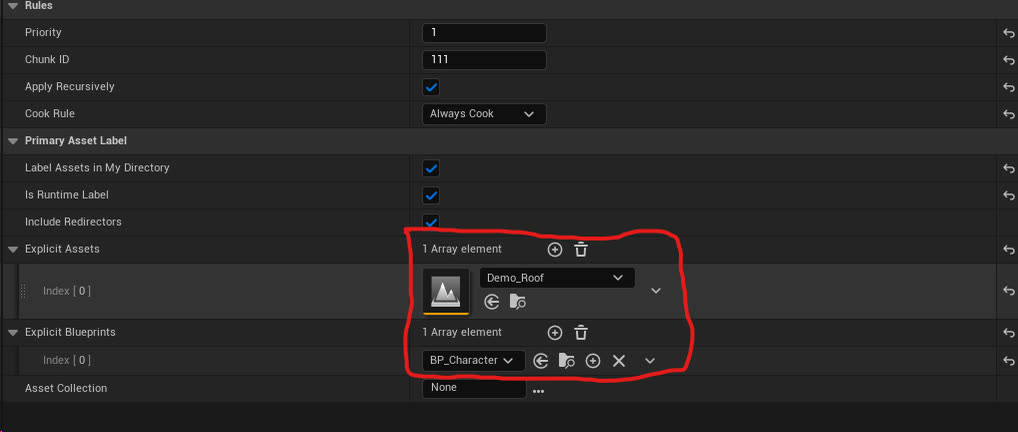 Rules
Priority 1
Chunk ID 111
Apply Recursively
Cook Rule Always Cook
Primary Asset Label
Label Assets in My Directory
Is Runtime Label
Include Redirectors
Explicit Assets 1 Array element
Index [ 0 ] Demo_Roof
Explicit Blueprints 1 Array element
Index [ 0 ] BP_Character
Asset Collection None